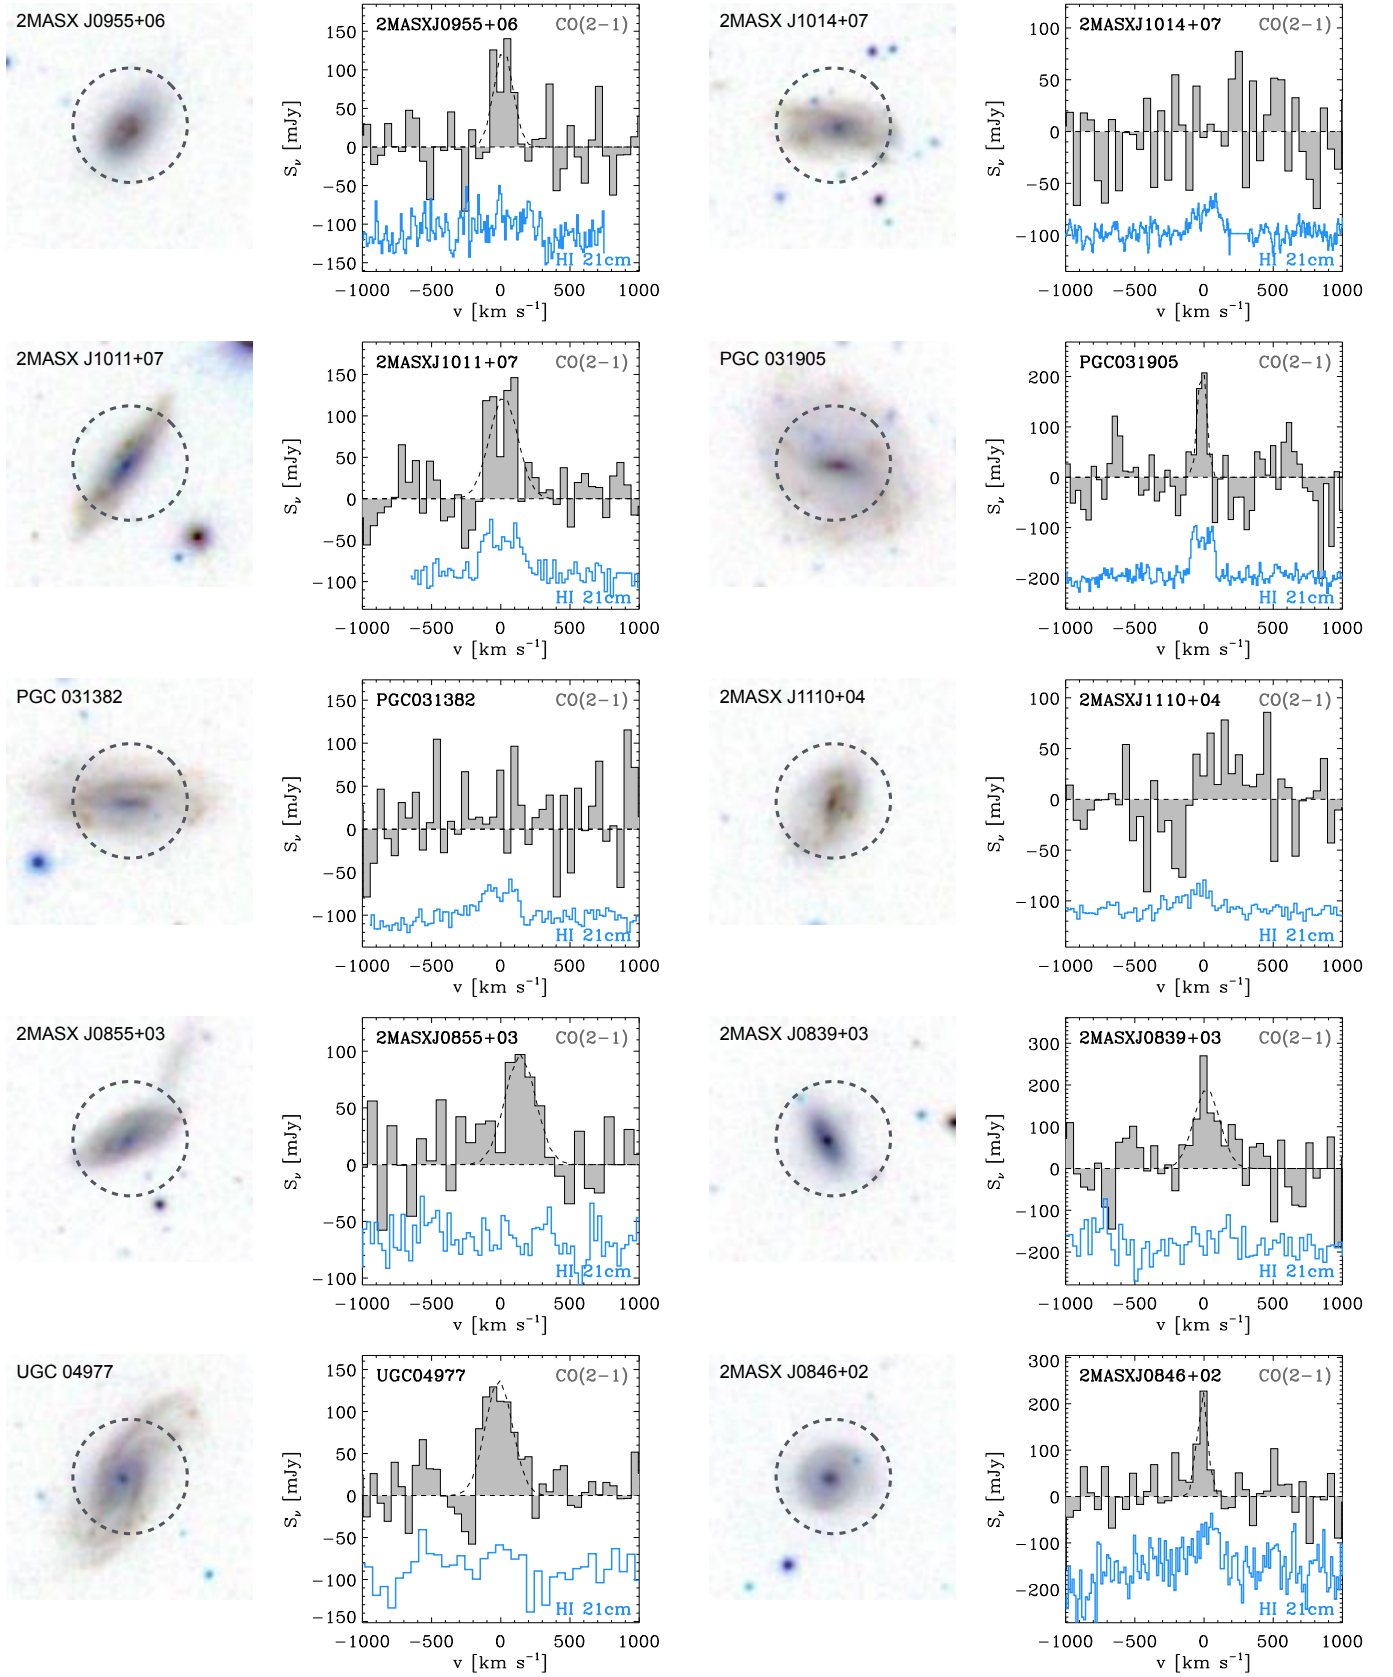 2MASX J0955+06
2MASXJ0955+06 CO(2-1)
150
100
50
0
-50
-100
-150
S_ν [mJy]
HI 21cm
-1000 -500 0 500 1000
v [km s⁻¹]
2MASX J1014+07
2MASXJ1014+07 CO(2-1)
100
50
0
-50
-100
S_ν [mJy]
HI 21cm
-1000 -500 0 500 1000
v [km s⁻¹]
2MASX J1011+07
2MASXJ1011+07 CO(2-1)
150
100
50
0
-50
-100
S_ν [mJy]
HI 21cm
-1000 -500 0 500 1000
v [km s⁻¹]
PGC 031905
PGC031905 CO(2-1)
200
100
0
-100
-200
S_ν [mJy]
HI 21cm
-1000 -500 0 500 1000
v [km s⁻¹]
PGC 031382
PGC031382 CO(2-1)
150
100
50
0
-50
-100
S_ν [mJy]
HI 21cm
-1000 -500 0 500 1000
v [km s⁻¹]
2MASX J1110+04
2MASXJ1110+04 CO(2-1)
100
50
0
-50
-100
S_ν [mJy]
HI 21cm
-1000 -500 0 500 1000
v [km s⁻¹]
2MASX J0855+03
2MASXJ0855+03 CO(2-1)
100
50
0
-50
-100
S_ν [mJy]
HI 21cm
-1000 -500 0 500 1000
v [km s⁻¹]
2MASX J0839+03
2MASXJ0839+03 CO(2-1)
300
200
100
0
-100
-200
S_ν [mJy]
HI 21cm
-1000 -500 0 500 1000
v [km s⁻¹]
UGC 04977
UGC04977 CO(2-1)
150
100
50
0
-50
-100
-150
S_ν [mJy]
HI 21cm
-1000 -500 0 500 1000
v [km s⁻¹]
2MASX J0846+02
2MASXJ0846+02 CO(2-1)
300
200
100
0
-100
-200
S_ν [mJy]
HI 21cm
-1000 -500 0 500 1000
v [km s⁻¹]